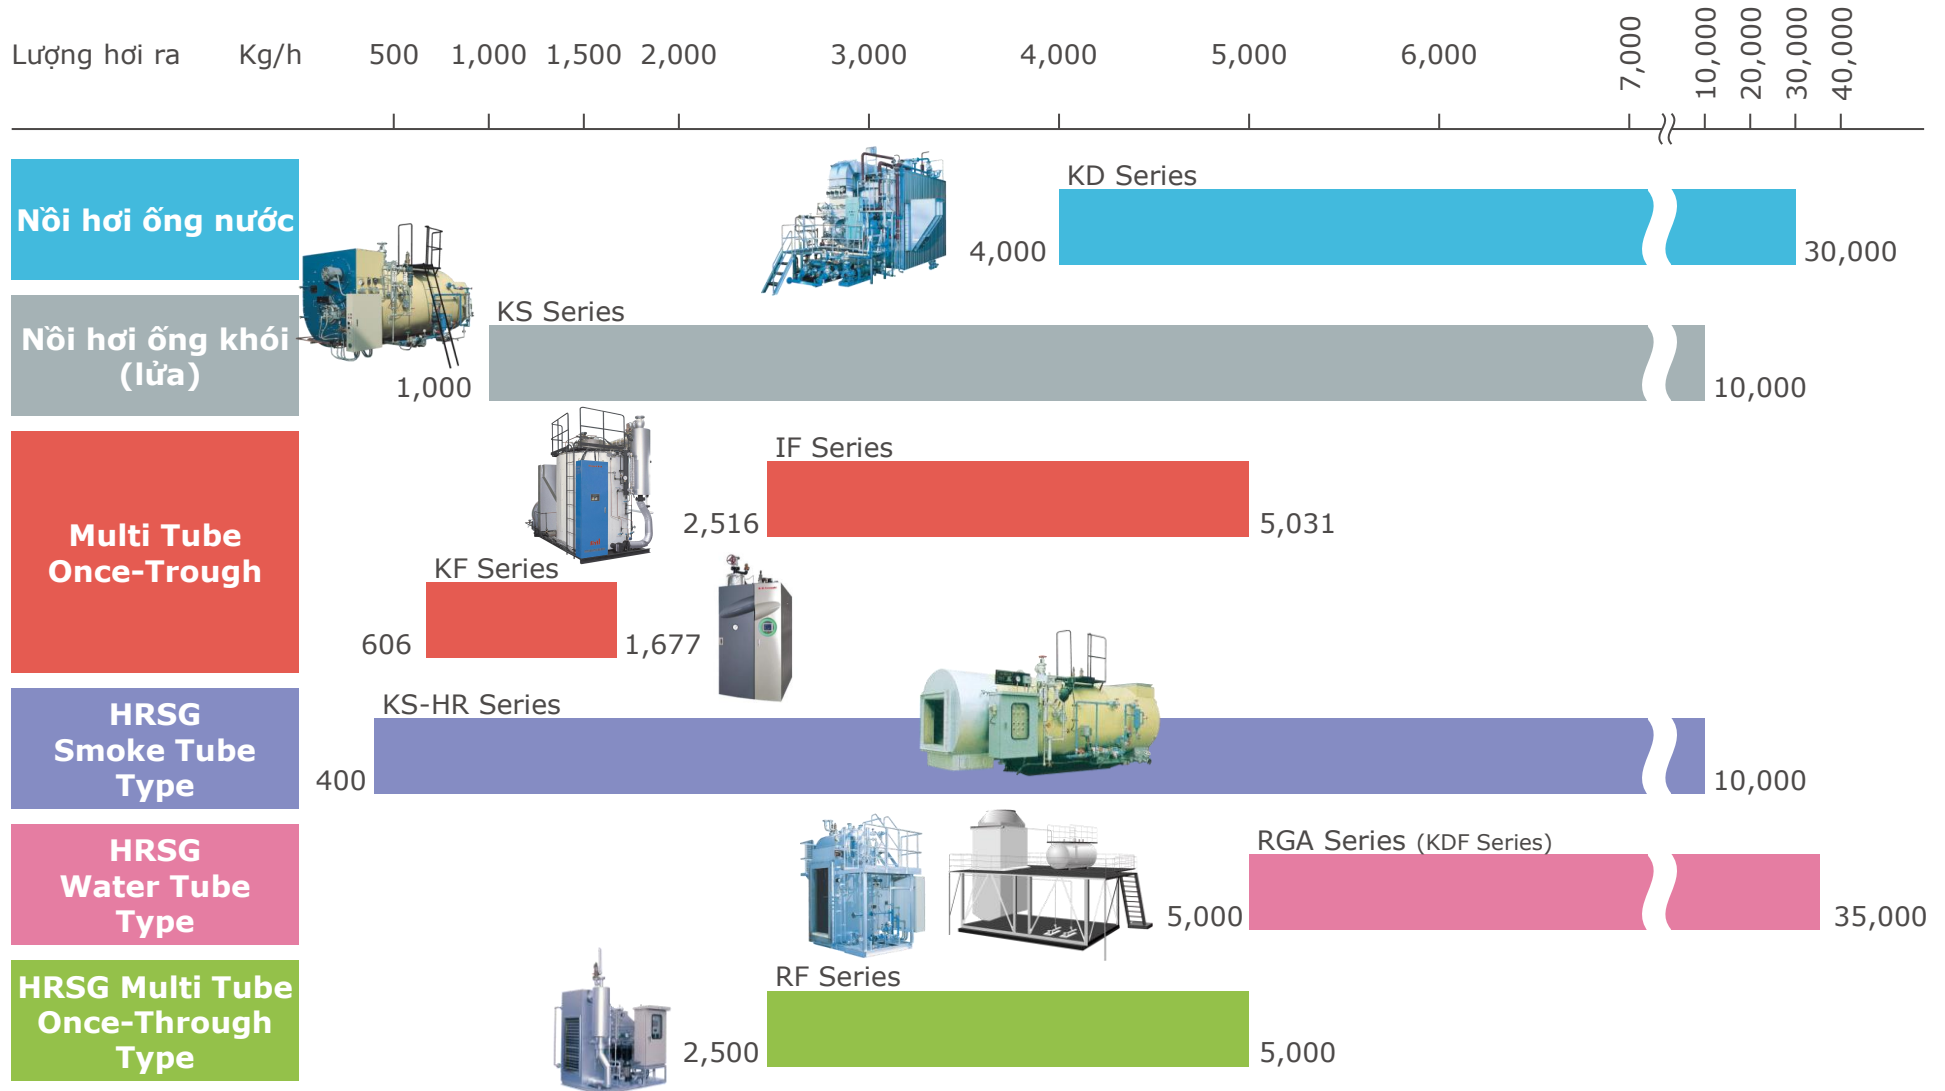 Lượng hơi ra Kg/h 500 1,000 1,500 2,000 3,000 4,000 5,000 6,000 7,000 10,000 20,000 30,000 40,000
Nồi hơi ống nước
KD Series
4,000 30,000
Nồi hơi ống khói
(lửa)
KS Series
1,000 10,000
Multi Tube
Once-Trough
IF Series
2,516 5,031
KF Series
606 1,677
HRSG
Smoke Tube
Type
KS-HR Series
400 10,000
HRSG
Water Tube
Type
RGA Series (KDF Series)
5,000 35,000
HRSG Multi Tube
Once-Through
Type
RF Series
2,500 5,000